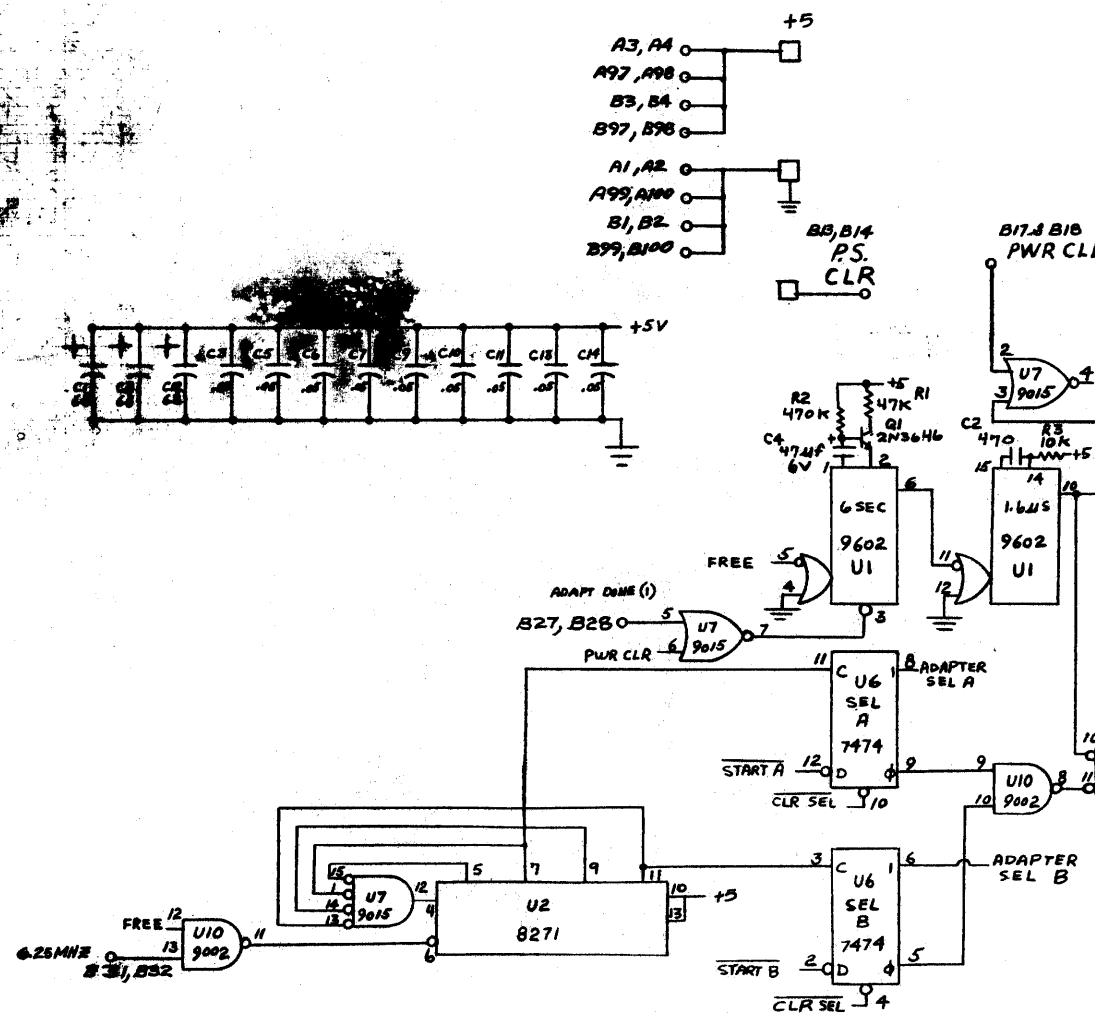 +5
A3, A4
A97, A98
B3, B4
B97, B98
A1, A2
A99, A100
B1, B2
B99, B100
B13, B14
P.S.
CLR
B17 & B18
PWR CL
+5V
C3 C5 C6 C7 C9 C10 C11 C13 C14
.05 .05 .05 .05 .05
2
3
U7
9015
4
R2
470K
+5
47K R1
Q1
2N3646
C4
+
47µf
6V
1
2
C2
470
R3
10K
+5
15
14
6 SEC
9602
U1
6
1.6µS
9602
U1
10
FREE
5
4
3
11
12
ADAPT DONE (1)
B27, B28
5
PWR CLR
6
U7
9015
7
11
C
U6
SEL
A
7474
1
8
ADAPTER
SEL A
START A
12
D
ϕ
9
CLR SEL
10
9
10
U10
9002
8
11
10
3
C
U6
SEL
B
7474
1
6
ADAPTER
SEL B
START B
2
D
ϕ
5
CLR SEL
4
15
1
14
13
U7
9015
12
4
5
7
9
11
U2
8271
10
13
+5
6
FREE
12
13
U10
9002
11
6.25MHZ
B31, B32